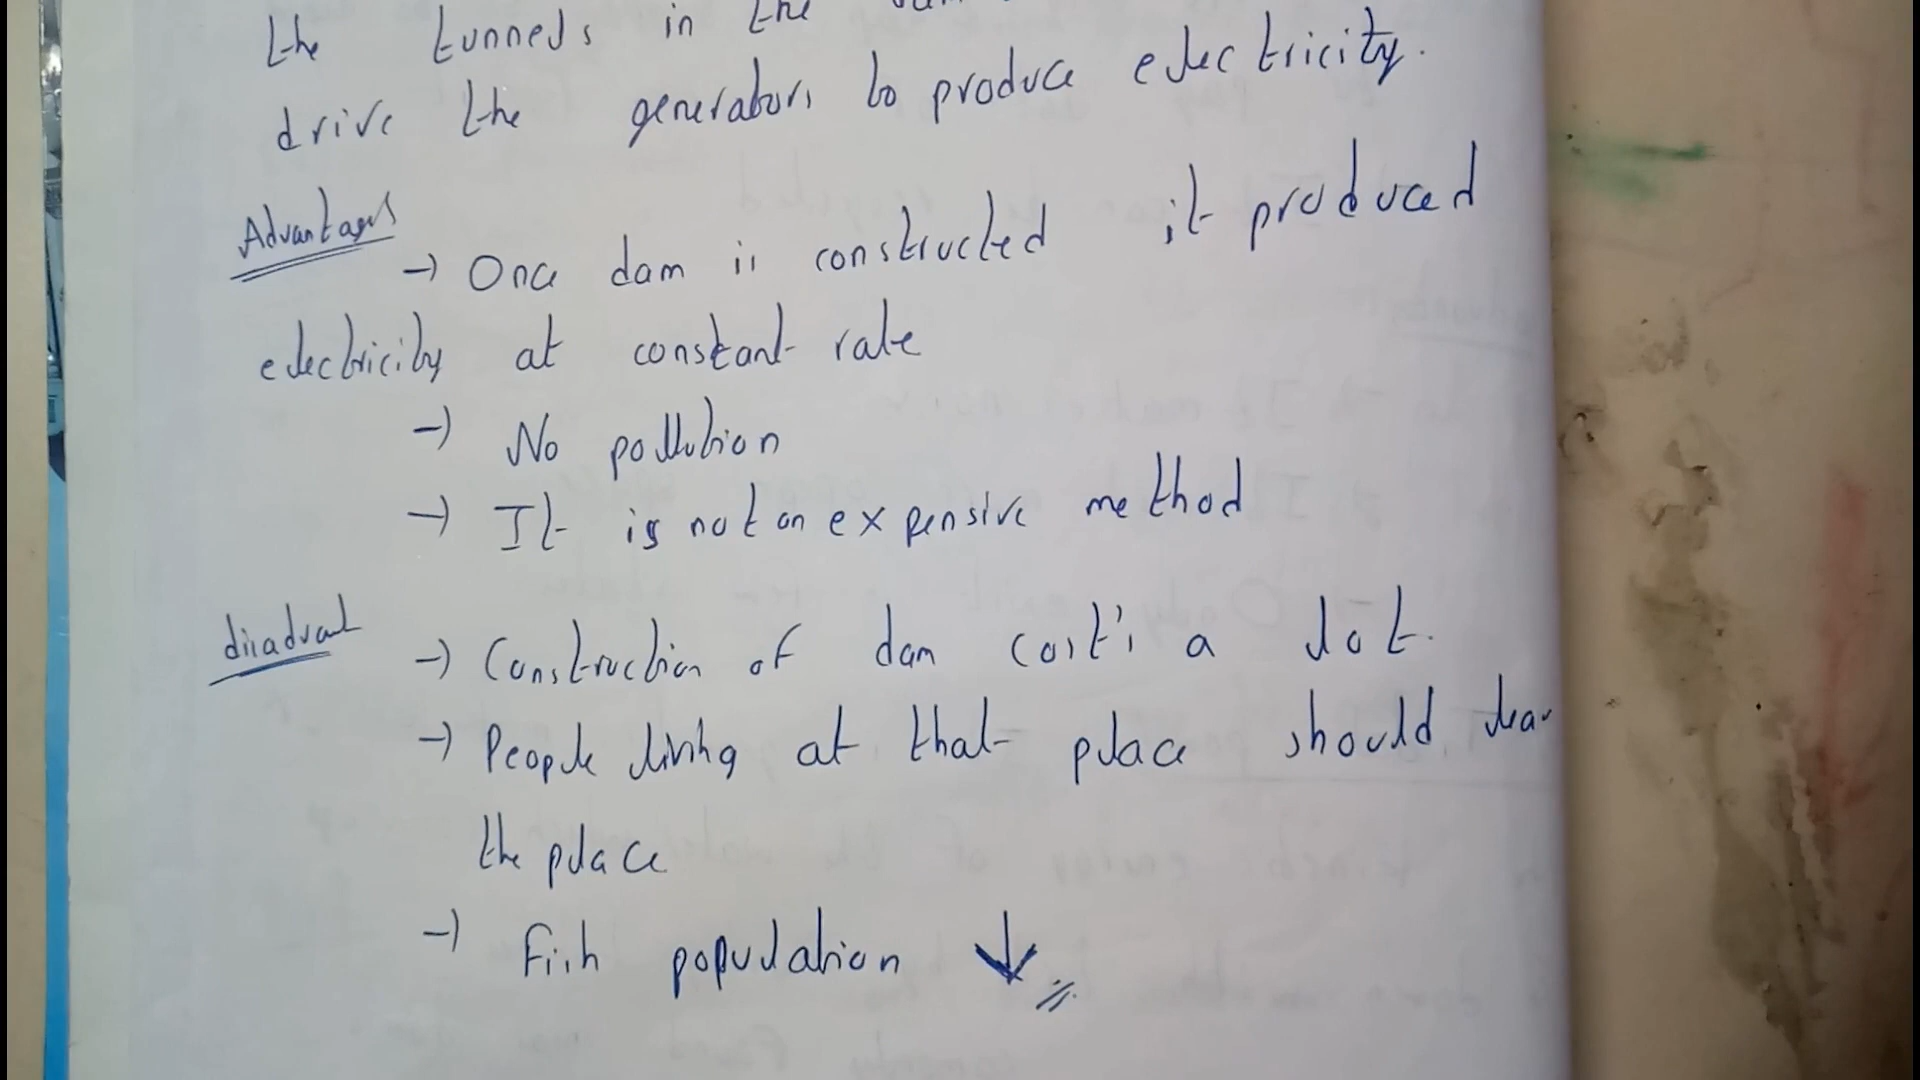 the tunnels in the
drive the generators to produce electricity.
Advantages
→ Once dam is constructed it produced
electricity at constant rate
→ No pollution
→ It is not an expensive method
disadvant
→ Construction of dam cost's a lot.
→ People living at that place should leav
the place
→ Fish population ↓